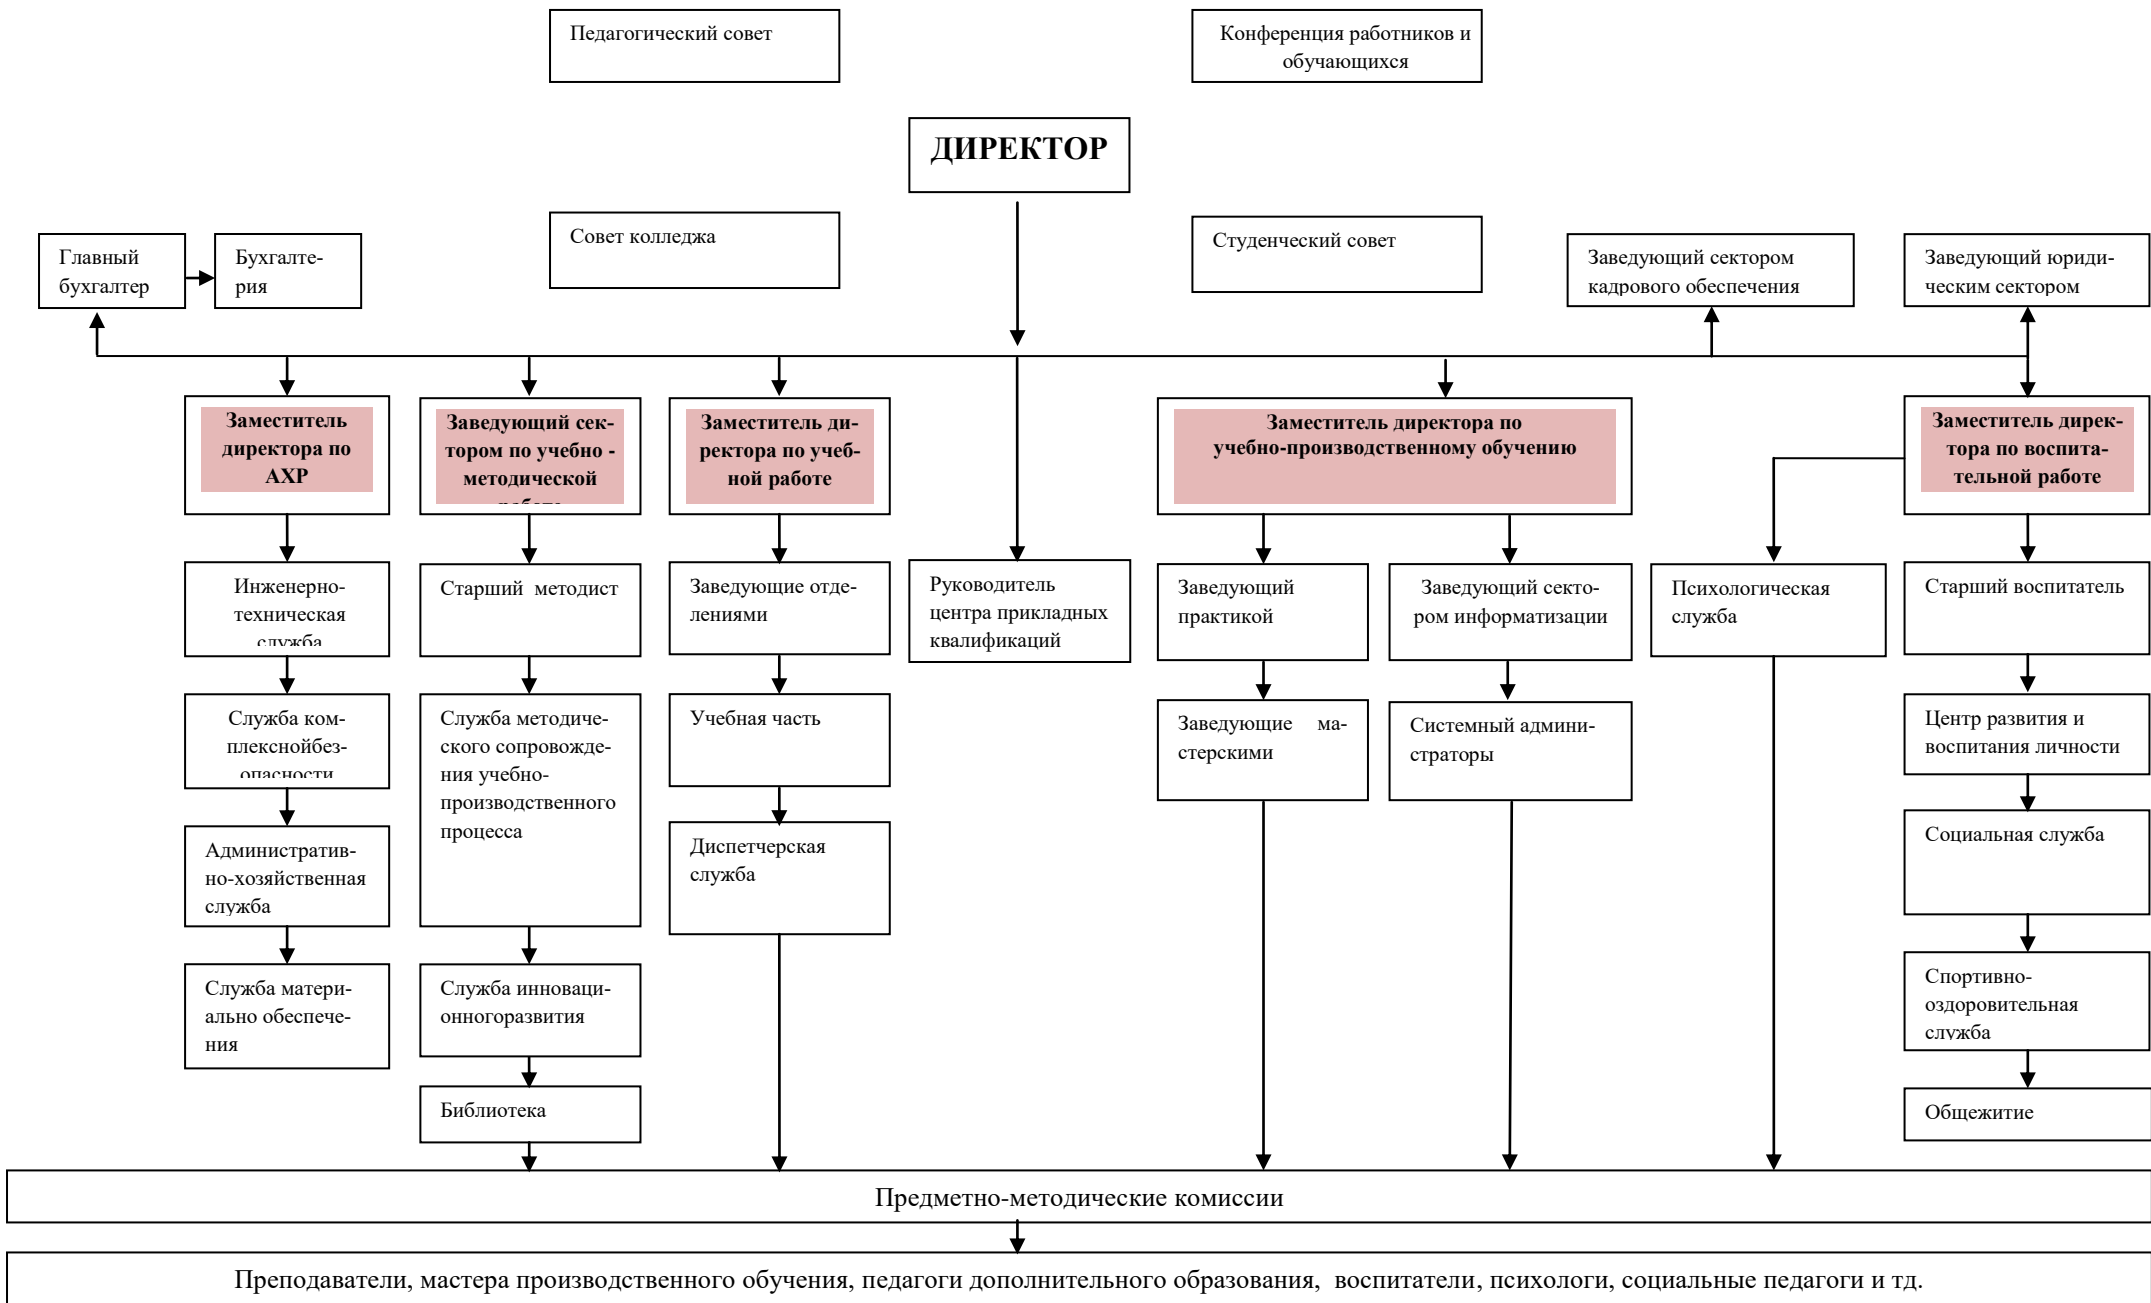 Педагогический совет
Конференция работников и
обучающихся
ДИРЕКТОР
Совет колледжа
Студенческий совет
Главный
бухгалтер
Бухгалте-
рия
Заведующий сектором
кадрового обеспечения
Заведующий юриди-
ческим сектором
Заместитель
директора по
АХР
Заведующий сек-
тором по учебно -
методической
работе
Заместитель ди-
ректора по учеб-
ной работе
Заместитель директора по
учебно-производственному обучению
Заместитель дирек-
тора по воспита-
тельной работе
Инженерно-
техническая
служба
Старший методист
Заведующие отде-
лениями
Руководитель
центра прикладных
квалификаций
Заведующий
практикой
Заведующий секто-
ром информатизации
Психологическая
служба
Старший воспитатель
Служба ком-
плекснойбез-
опасности
Служба методиче-
ского сопровожде-
ния учебно-
производственного
процесса
Учебная часть
Заведующие ма-
стерскими
Системный админи-
страторы
Центр развития и
воспитания личности
Административ-
но-хозяйственная
служба
Диспетчерская
служба
Социальная служба
Служба матери-
ально обеспече-
ния
Служба инноваци-
онногоразвития
Спортивно-
оздоровительная
служба
Библиотека
Общежитие
Предметно-методические комиссии
Преподаватели, мастера производственного обучения, педагоги дополнительного образования, воспитатели, психологи, социальные педагоги и тд.